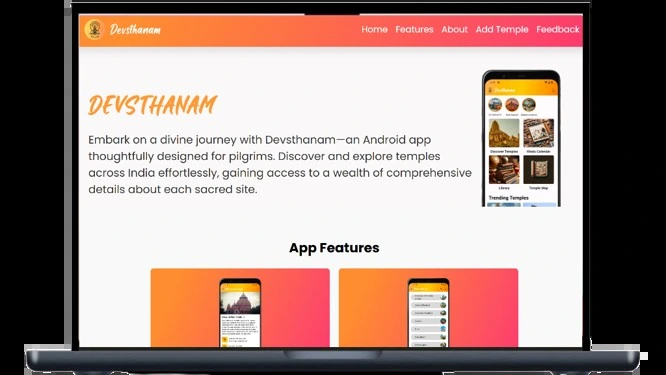 Devsthanam
Home Features About Add Temple Feedback
DEVSTHANAM
Embark on a divine journey with Devsthanam—an Android app
thoughtfully designed for pilgrims. Discover and explore temples
across India effortlessly, gaining access to a wealth of comprehensive
details about each sacred site.
Devsthanam
Discover Temples
Hindu Calendar
Library
Temple Blog
Trending Temples
App Features